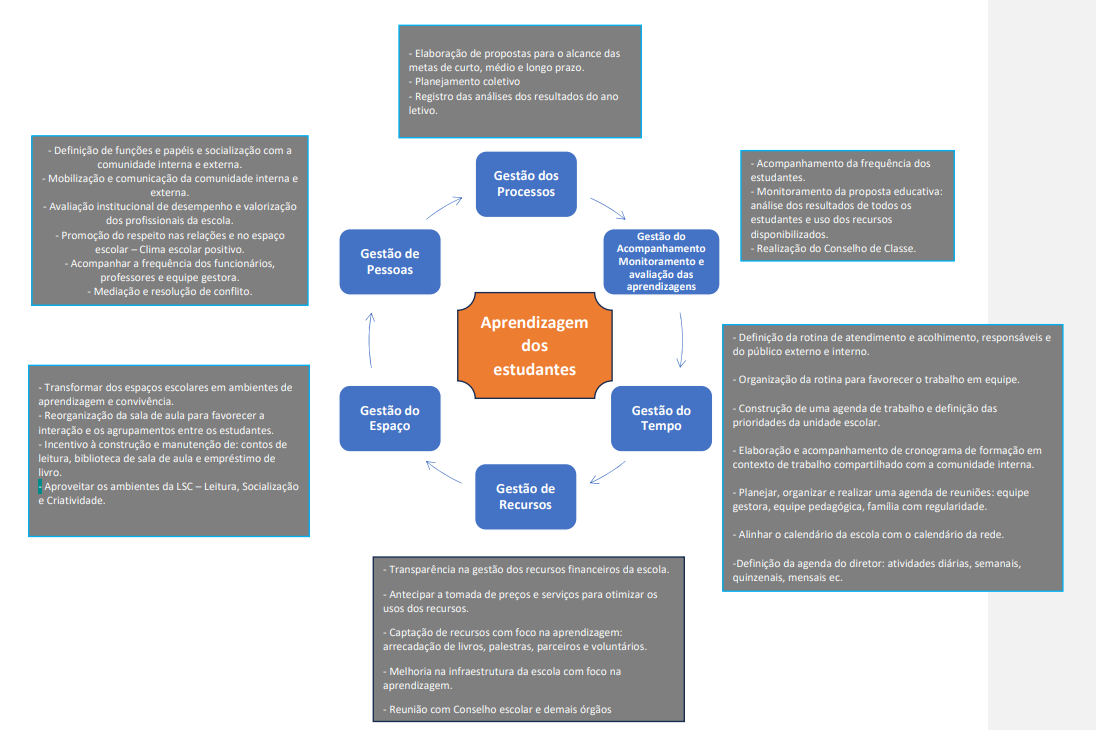 - Elaboração de propostas para o alcance das
metas de curto, médio e longo prazo.
- Planejamento coletivo
- Registro das análises dos resultados do ano
letivo.
- Definição de funções e papéis e socialização com a
comunidade interna e externa.
- Mobilização e comunicação da comunidade interna e
externa.
- Avaliação institucional de desempenho e valorização
dos profissionais da escola.
- Promoção do respeito nas relações e no espaço
escolar – Clima escolar positivo.
- Acompanhar a frequência dos funcionários,
professores e equipe gestora.
- Mediação e resolução de conflito.
Gestão dos
Processos
- Acompanhamento da frequência dos
estudantes.
- Monitoramento da proposta educativa:
análise dos resultados de todos os
estudantes e uso dos recursos
disponibilizados.
- Realização do Conselho de Classe.
Gestão de
Pessoas
Gestão do
Acompanhamento
Monitoramento e
avaliação das
aprendizagens
Aprendizagem
dos
estudantes
- Definição da rotina de atendimento e acolhimento, responsáveis e
do público externo e interno.
- Organização da rotina para favorecer o trabalho em equipe.
- Construção de uma agenda de trabalho e definição das
prioridades da unidade escolar.
- Elaboração e acompanhamento de cronograma de formação em
contexto de trabalho compartilhado com a comunidade interna.
- Planejar, organizar e realizar uma agenda de reuniões: equipe
gestora, equipe pedagógica, família com regularidade.
- Alinhar o calendário da escola com o calendário da rede.
-Definição da agenda do diretor: atividades diárias, semanais,
quinzenais, mensais ec.
- Transformar dos espaços escolares em ambientes de
aprendizagem e convivência.
- Reorganização da sala de aula para favorecer a
interação e os agrupamentos entre os estudantes.
- Incentivo à construção e manutenção de: contos de
leitura, biblioteca de sala de aula e empréstimo de
livro.
- Aproveitar os ambientes da LSC – Leitura, Socialização
e Criatividade.
Gestão do
Espaço
Gestão do
Tempo
Gestão de
Recursos
- Transparência na gestão dos recursos financeiros da escola.
- Antecipar a tomada de preços e serviços para otimizar os
usos dos recursos.
- Captação de recursos com foco na aprendizagem:
arrecadação de livros, palestras, parceiros e voluntários.
- Melhoria na infraestrutura da escola com foco na
aprendizagem.
- Reunião com Conselho escolar e demais órgãos